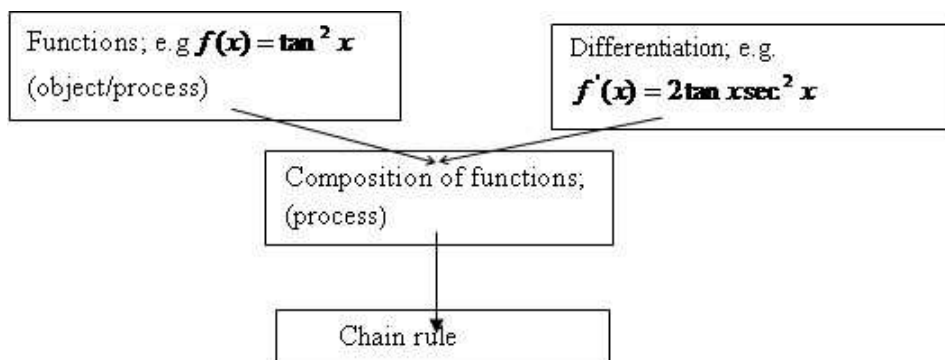 Functions; e.g f(x) = tan² x
(object/process)
Differentiation; e.g.
f'(x) = 2tan x sec² x
Composition of functions;
(process)
Chain rule